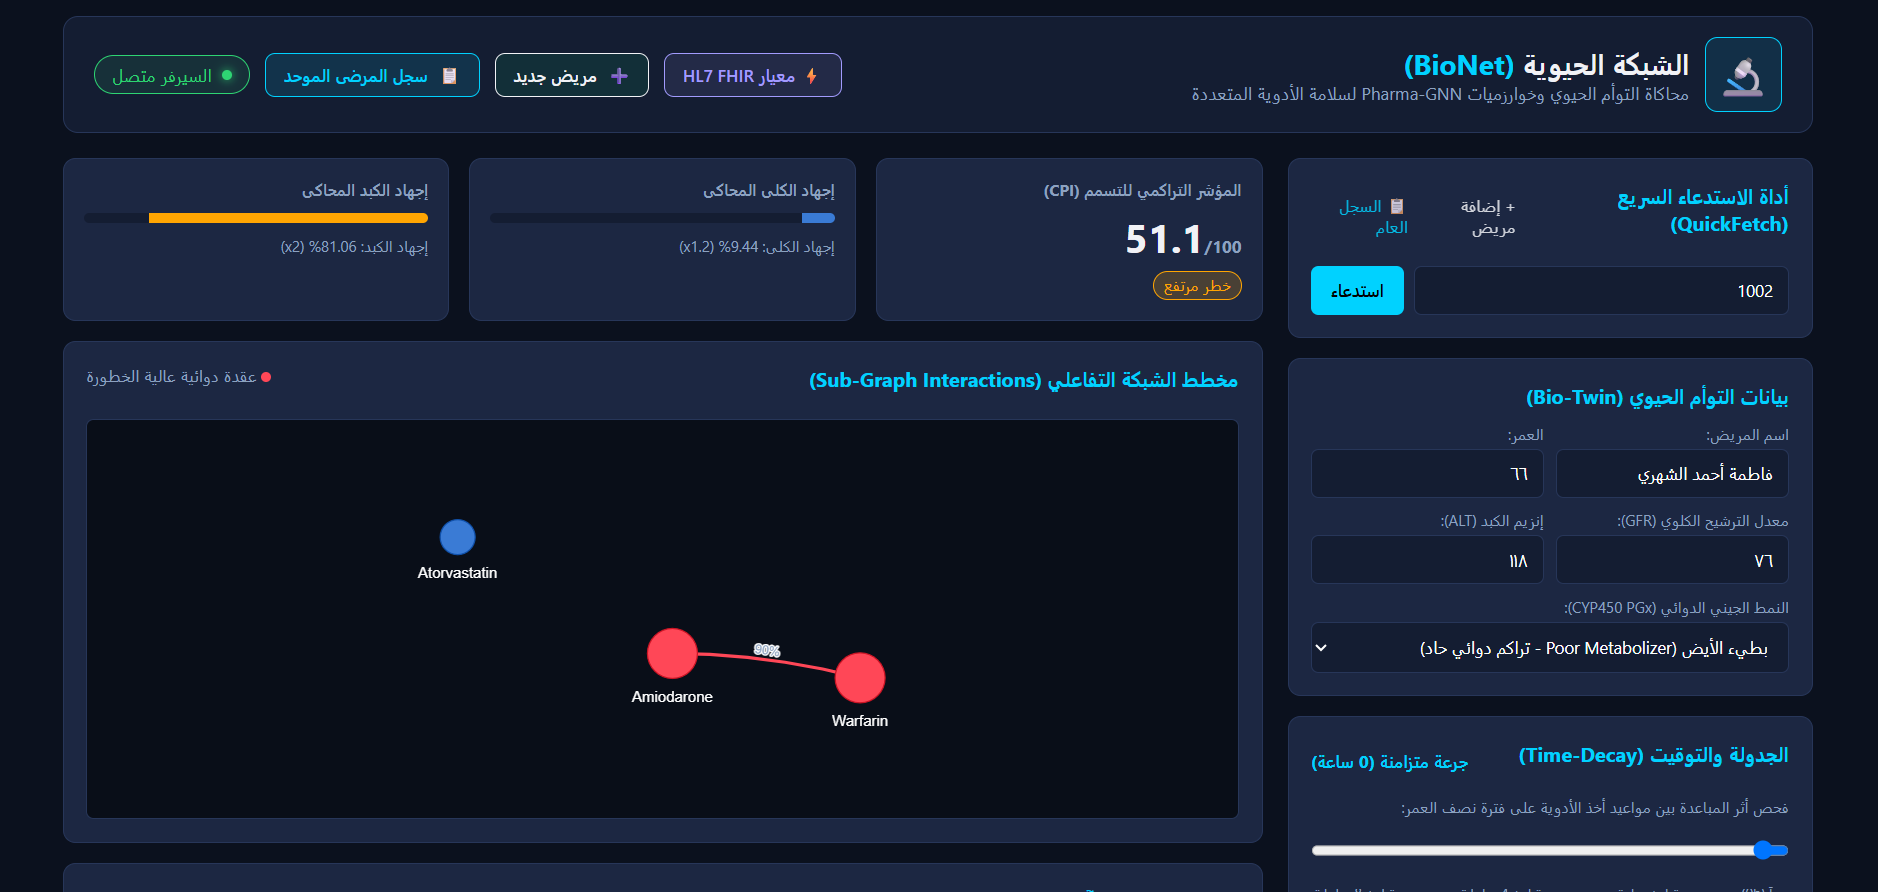 الشبكة الحيوية (BioNet)
محاكاة التوأم الحيوي وخوارزميات Pharma-GNN لسلامة الأدوية المتعددة
معيار HL7 FHIR
مريض جديد
سجل المرضى الموحد
السيرفر متصل
أداة الاستدعاء السريع
(QuickFetch)
+ إضافة
مريض
السجل
العام
1002
استدعاء
المؤشر التراكمي للتسمم (CPI)
51.1/100
خطر مرتفع
إجهاد الكلى المحاكى
إجهاد الكلى: 9.44% (x1.2)
إجهاد الكبد المحاكى
إجهاد الكبد: 81.06% (x2)
بيانات التوأم الحيوي (Bio-Twin)
اسم المريض:
العمر:
فاطمة أحمد الشهري
٦٦
معدل الترشيح الكلوي (GFR):
إنزيم الكبد (ALT):
٧٦
١١٨
النمط الجيني الدوائي (CYP450 PGx):
بطيء الأيض (Poor Metabolizer - تراكم دوائي حاد)
مخطط الشبكة التفاعلي (Sub-Graph Interactions)
عقدة دوائية عالية الخطورة
Atorvastatin
90%
Amiodarone
Warfarin
الجدولة والتوقيت (Time-Decay)
جرعة متزامنة (0 ساعة)
فحص أثر المباعدة بين مواعيد أخذ الأدوية على فترة نصف العمر: